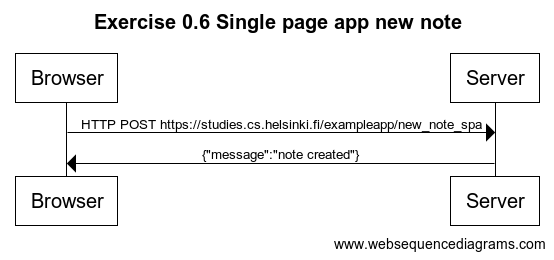 Exercise 0.6 Single page app new note
Browser
Server
HTTP POST https://studies.cs.helsinki.fi/exampleapp/new_note_spa
{"message":"note created"}
Browser
Server
www.websequencediagrams.com